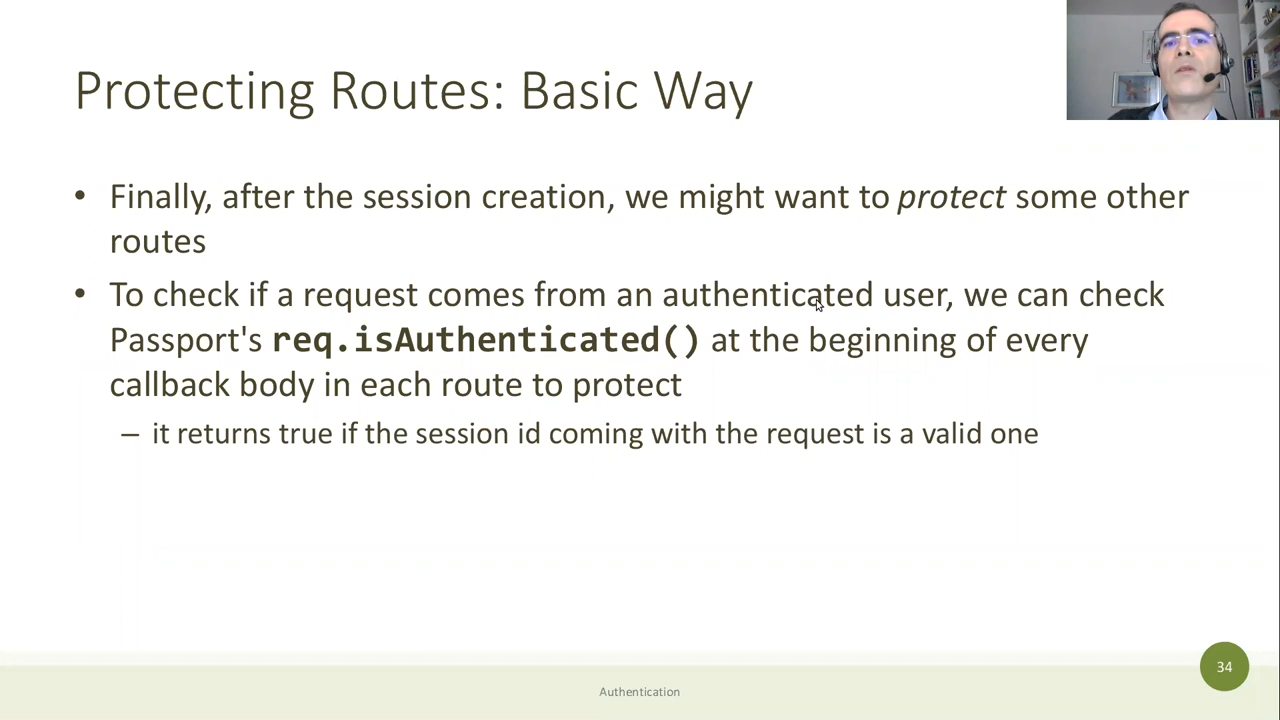 Protecting Routes: Basic Way
• Finally, after the session creation, we might want to protect some other
routes
• To check if a request comes from an authenticated user, we can check
Passport's req.isAuthenticated() at the beginning of every
callback body in each route to protect
– it returns true if the session id coming with the request is a valid one
34
Authentication